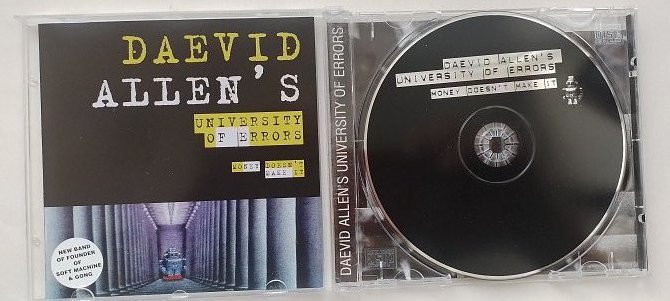 DAEVID
ALLEN'S
UNIVERSITY
OF ERRORS
MONEY DOESN'T
MAKE IT
NEW BAND
OF FOUNDER
OF
SOFT MACHINE
& GONG
DAEVID ALLEN'S UNIVERSITY OF ERRORS
DAEVID ALLEN'S
UNIVERSITY OF ERRORS
MONEY DOESN'T MAKE IT